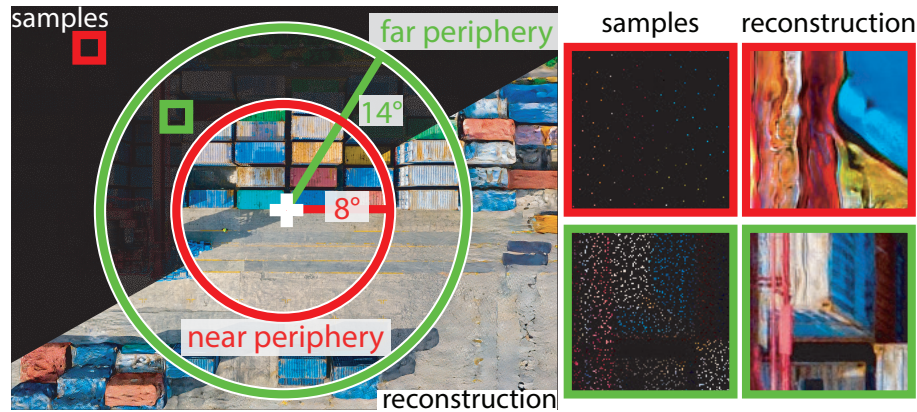 samples
far periphery
14°
8°
near periphery
reconstruction
samples
reconstruction